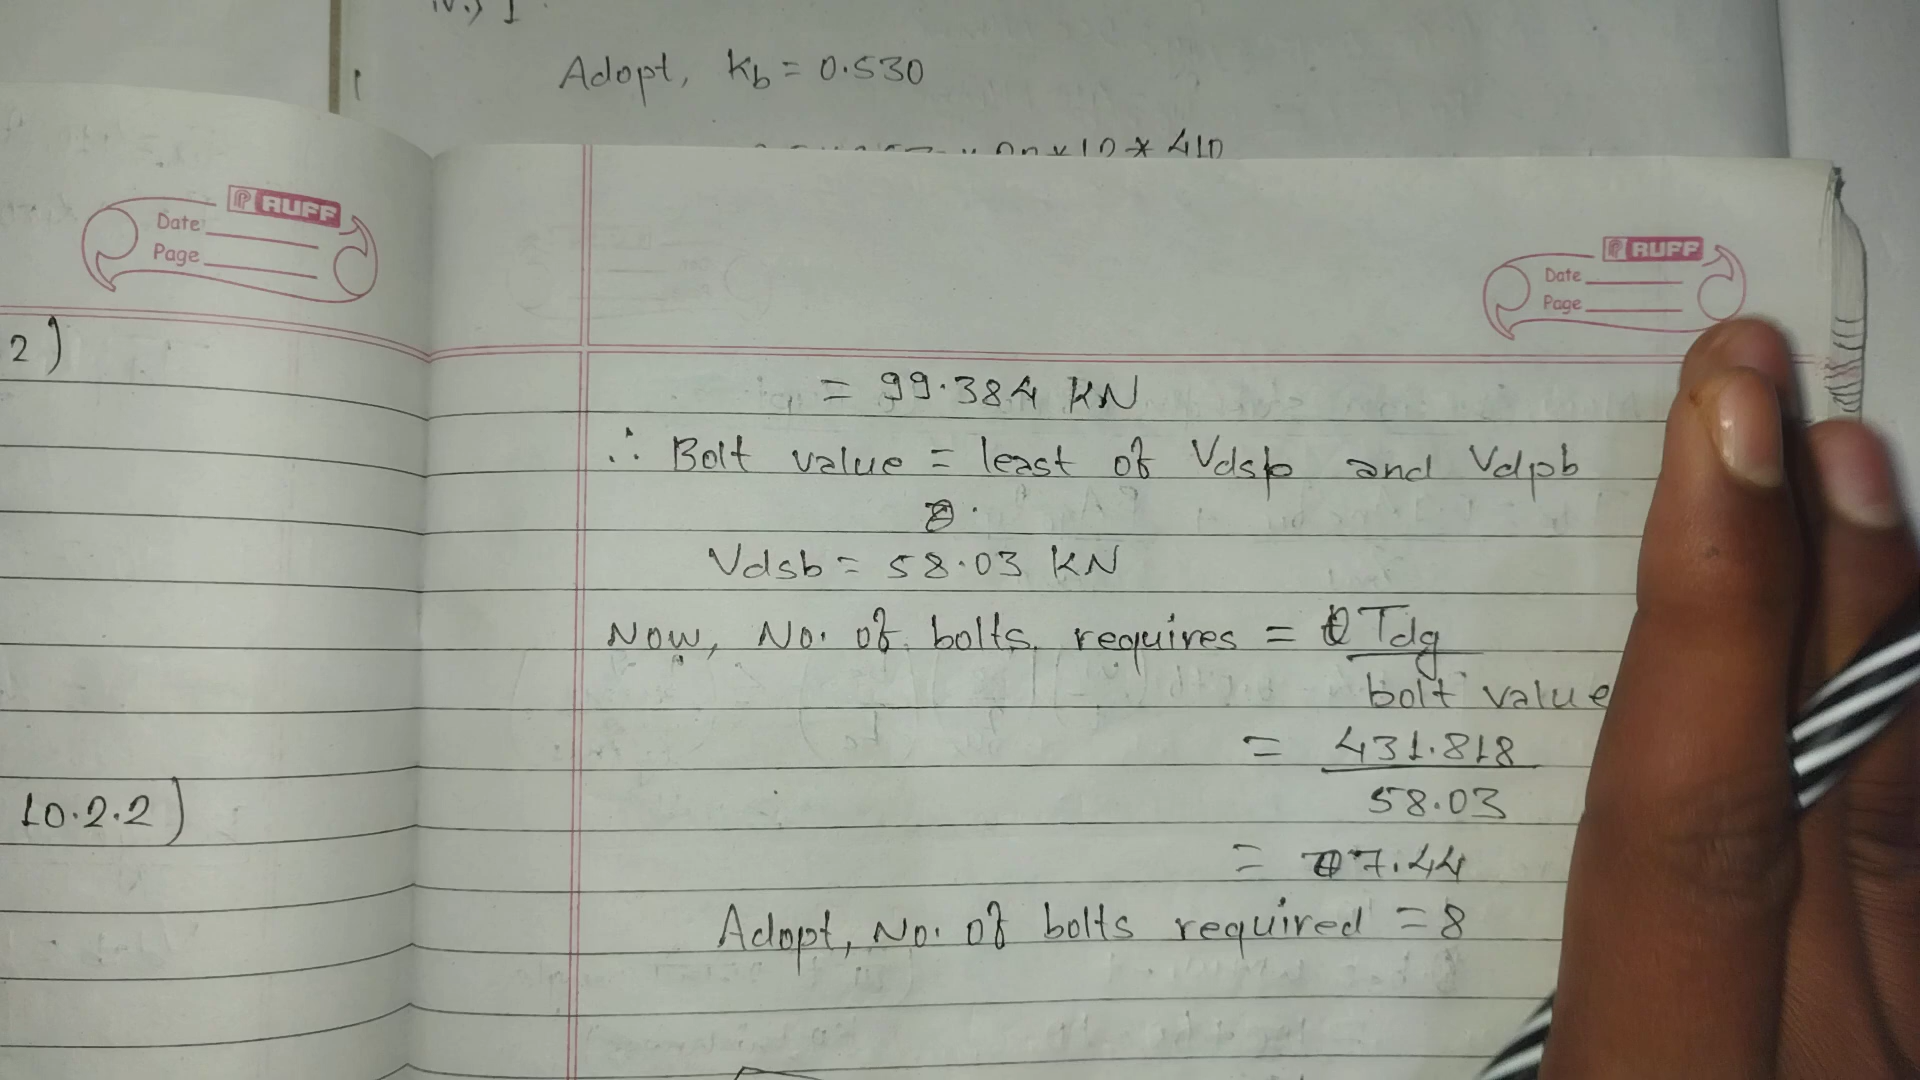 Adopt, Kb = 0.530
RUFF
Date
Page
RUFF
Date
Page
2)
= 99.384 KN
∴ Bolt value = least of Vdsb and Vdpb
Vdsb = 58.03 KN
Now, No. of bolts requires = Tdg
bolt value
= 431.818
58.03
10.2.2)
= 7.44
Adopt, No. of bolts required = 8